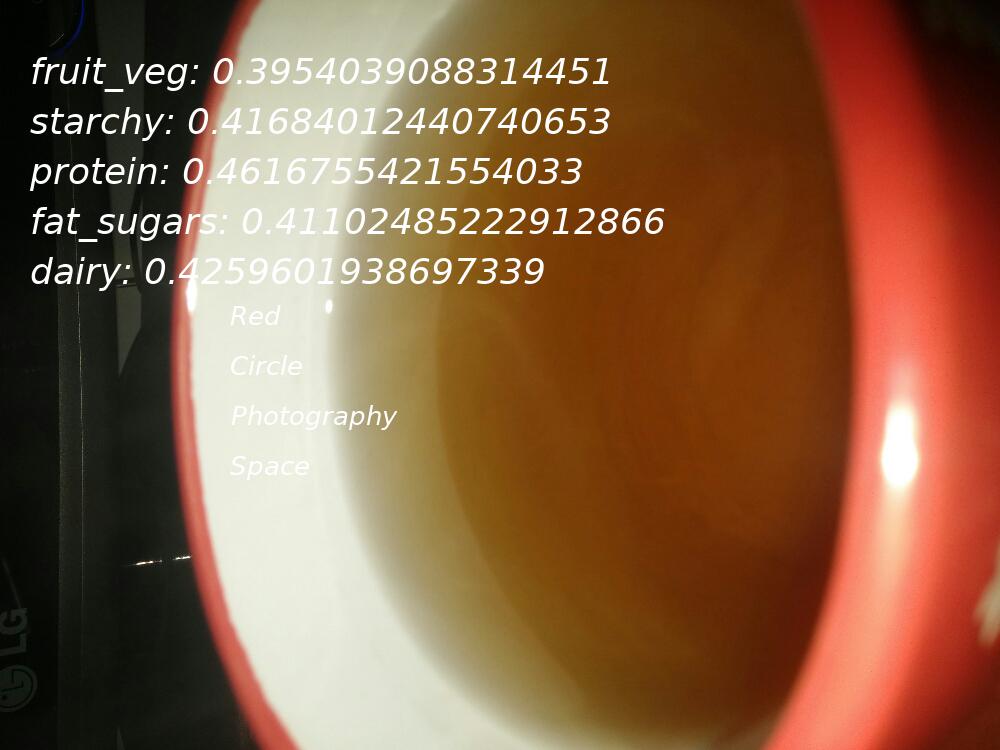 fruit_veg: 0.3954039088314451
starchy: 0.41684012440740653
protein: 0.4616755421554033
fat_sugars: 0.41102485222912866
dairy: 0.4259601938697339
Red
Circle
Photography
Space
LG